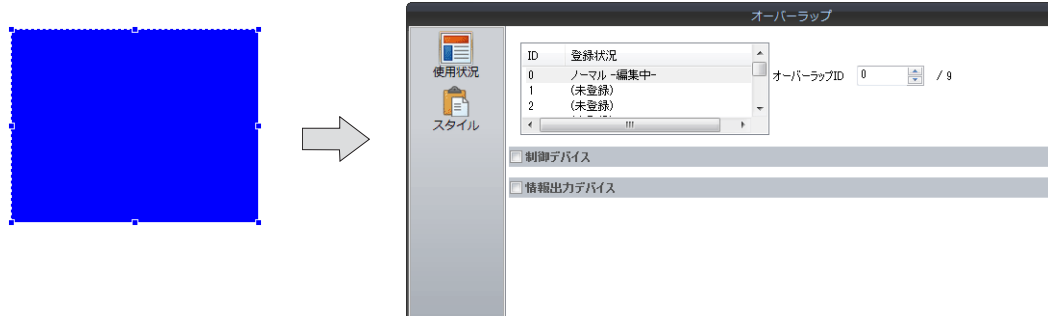 オーバーラップ
使用状況
スタイル
ID 登録状況
0 ノーマル -編集中-
1 (未登録)
2 (未登録)
オーバーラップID 0 / 9
制御デバイス
情報出力デバイス